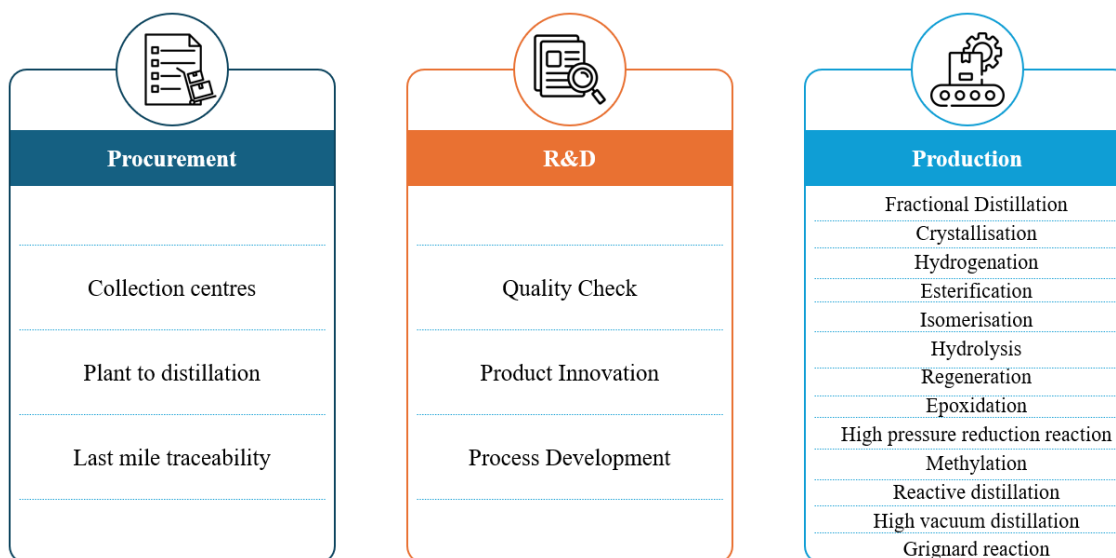 Procurement
Collection centres
Plant to distillation
Last mile traceability
R&D
Quality Check
Product Innovation
Process Development
Production
Fractional Distillation
Crystallisation
Hydrogenation
Esterification
Isomerisation
Hydrolysis
Regeneration
Epoxidation
High pressure reduction reaction
Methylation
Reactive distillation
High vacuum distillation
Grignard reaction